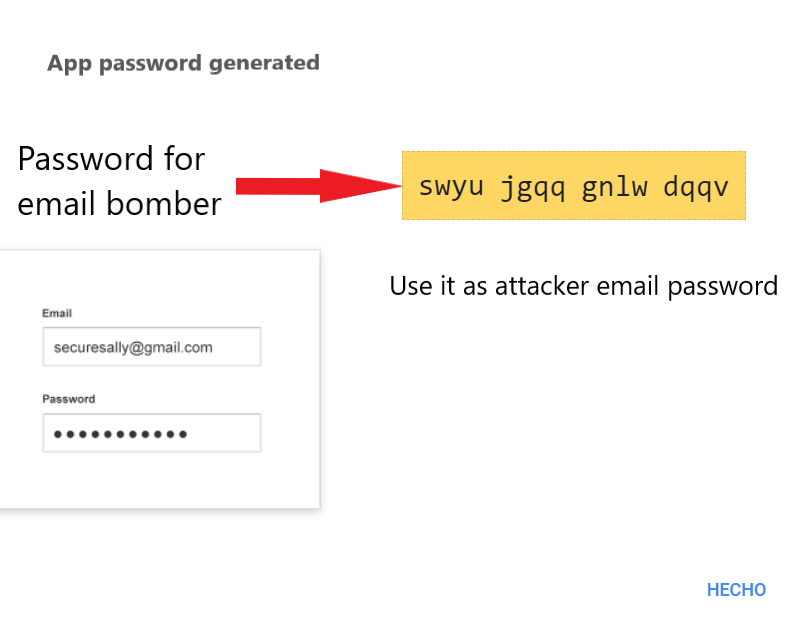 App password generated
Password for
email bomber
swyu jgqq gnlw dqqv
Use it as attacker email password
Email
securesally@gmail.com
Password
HECHO